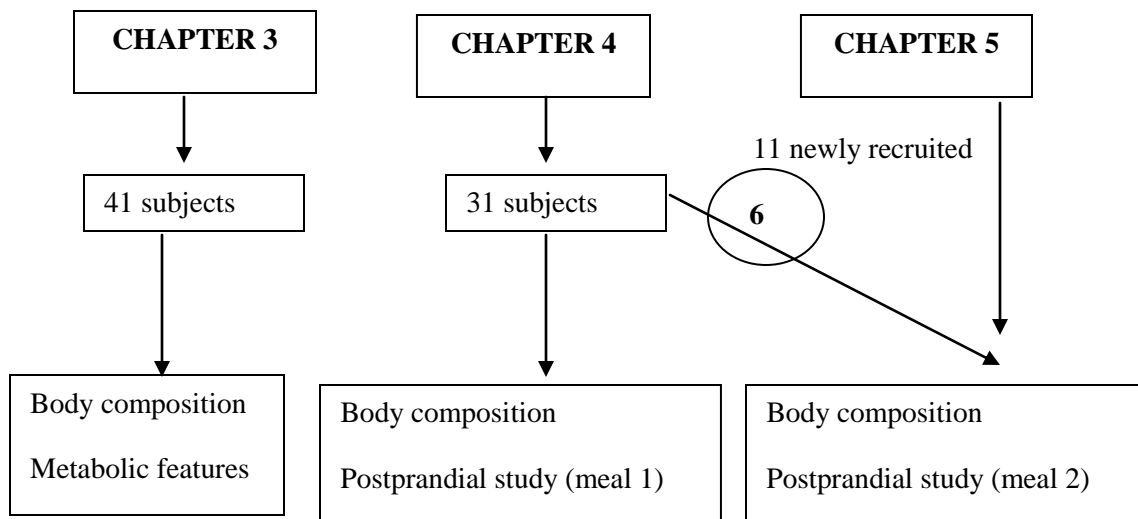 CHAPTER 3
CHAPTER 4
CHAPTER 5
11 newly recruited
41 subjects
31 subjects
6
Body composition
Metabolic features
Body composition
Postprandial study (meal 1)
Body composition
Postprandial study (meal 2)